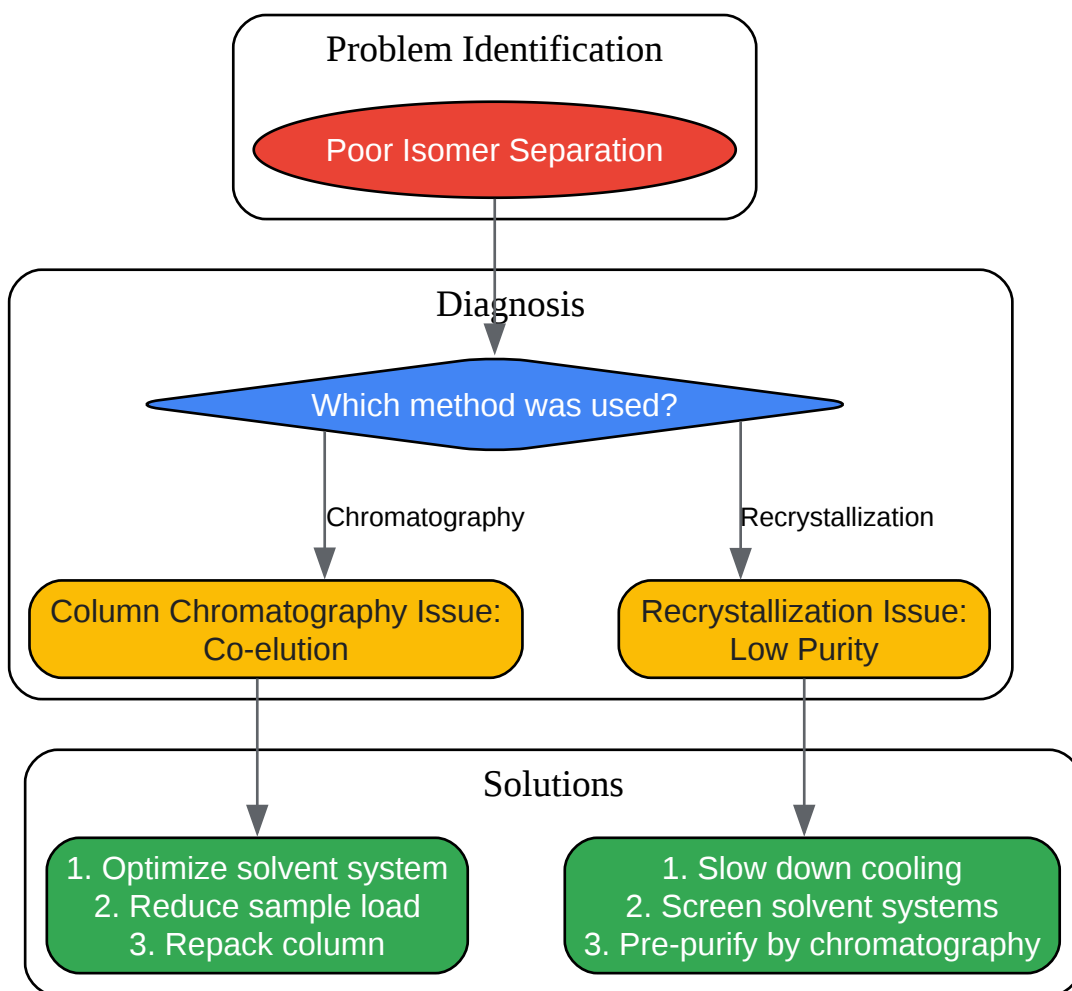 Problem Identification
Poor Isomer Separation
Diagnosis
Which method was used?
Chromatography
Recrystallization
Column Chromatography Issue:
Co-elution
Recrystallization Issue:
Low Purity
Solutions
1. Optimize solvent system
2. Reduce sample load
3. Repack column
1. Slow down cooling
2. Screen solvent systems
3. Pre-purify by chromatography